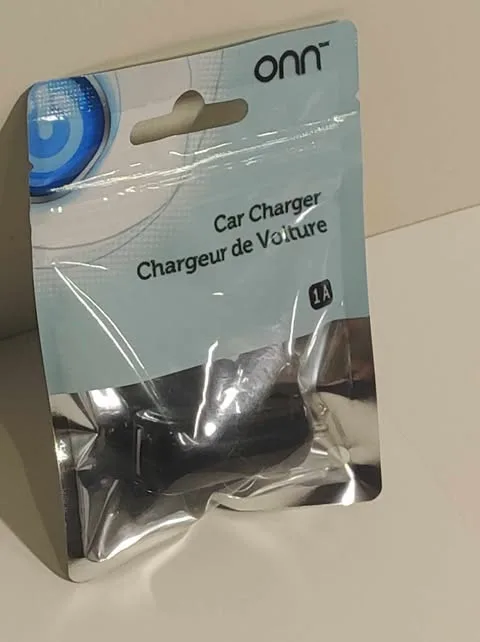 onn
Car Charger
Chargeur de Voiture
1A